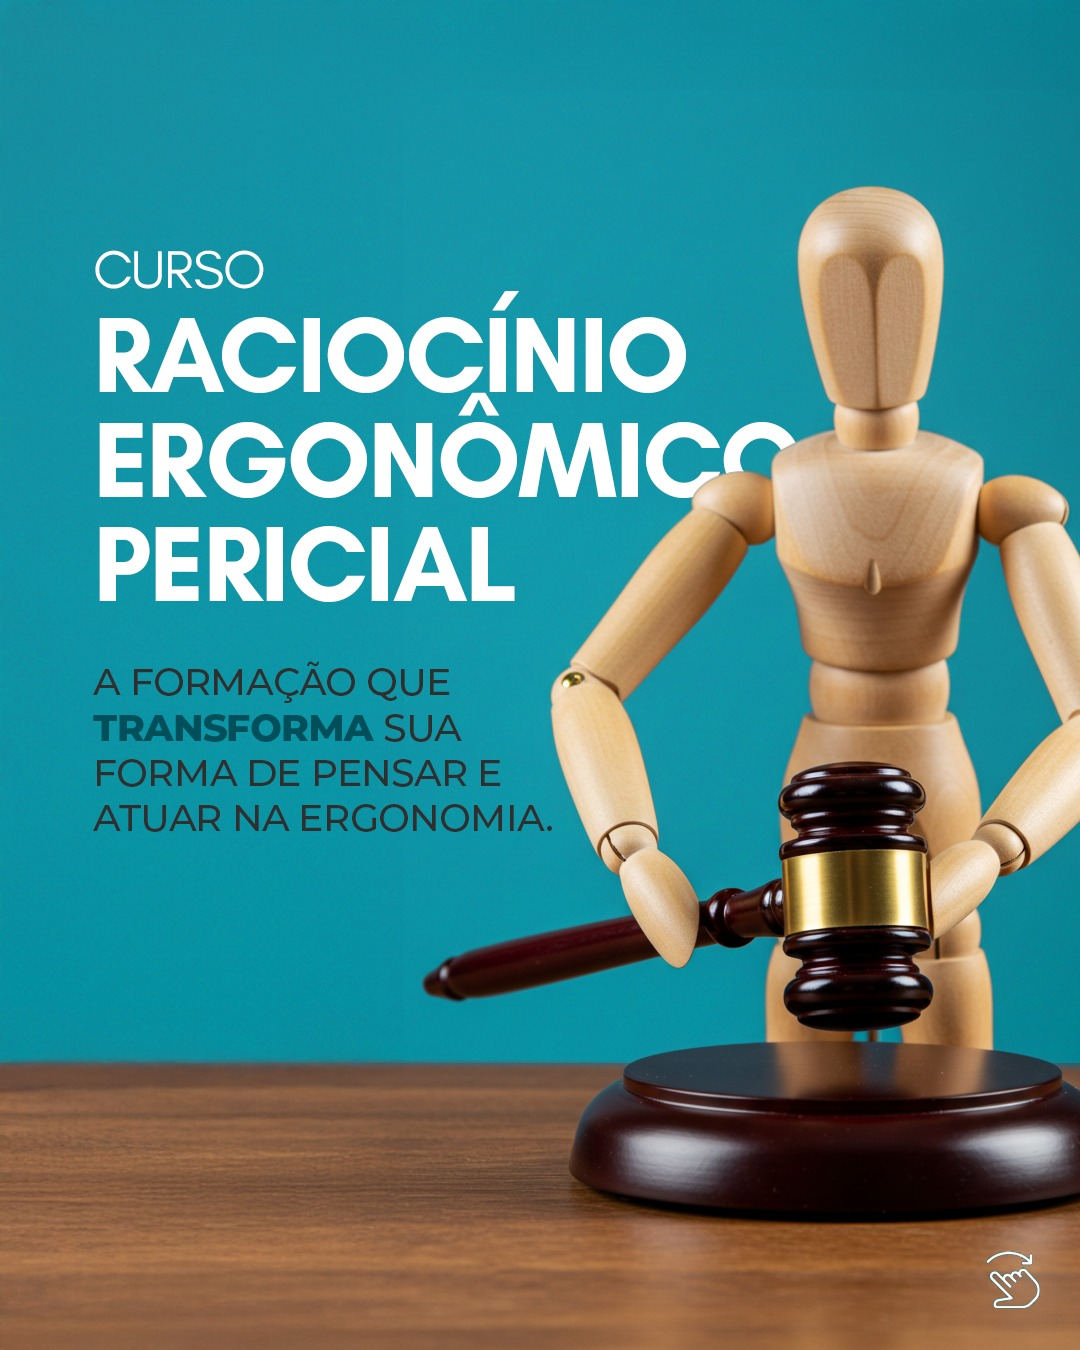 CURSO
RACIOCÍNIO
ERGONÔMICO
PERICIAL
A FORMAÇÃO QUE
TRANSFORMA SUA
FORMA DE PENSAR E
ATUAR NA ERGONOMIA.